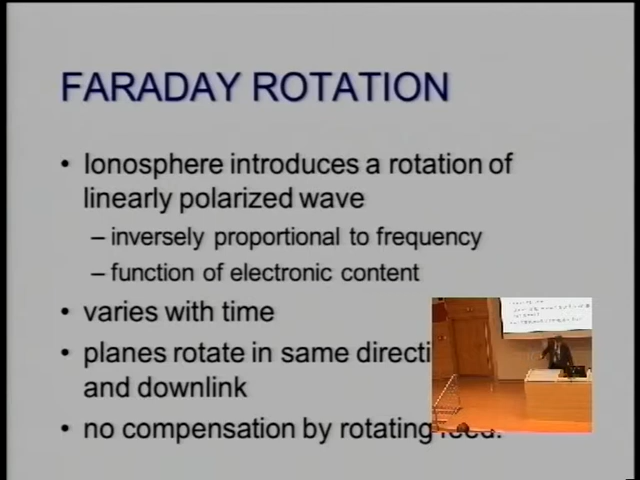 FARADAY ROTATION
• Ionosphere introduces a rotation of
linearly polarized wave
– inversely proportional to frequency
– function of electronic content
• varies with time
• planes rotate in same
and downlink
• no compensation by rotating